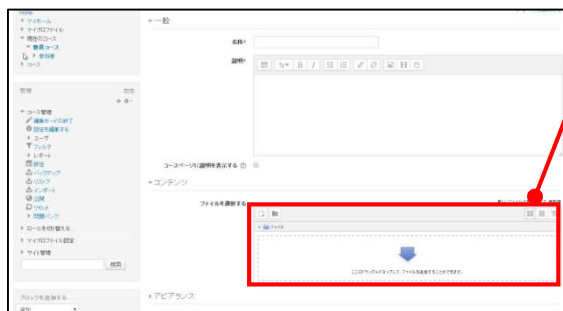 Home
マイホーム
マイプロファイル
現在のコース
教員コース
参加者
コース
管理
コース管理
編集モードの終了
設定を編集する
ユーザ
フィルタ
レポート
評定
バックアップ
リストア
インポート
公開
リセット
問題バンク
ロールを切り替える ...
マイプロファイル設定
サイト管理
検索
ブロックを追加する
追加 ...
一般
名称*
説明*
コースページに説明を表示する
コンテンツ
ファイルを選択する
ファイル
ここにドラッグ&ドロップして、ファイルを追加することができます。
アピアランス